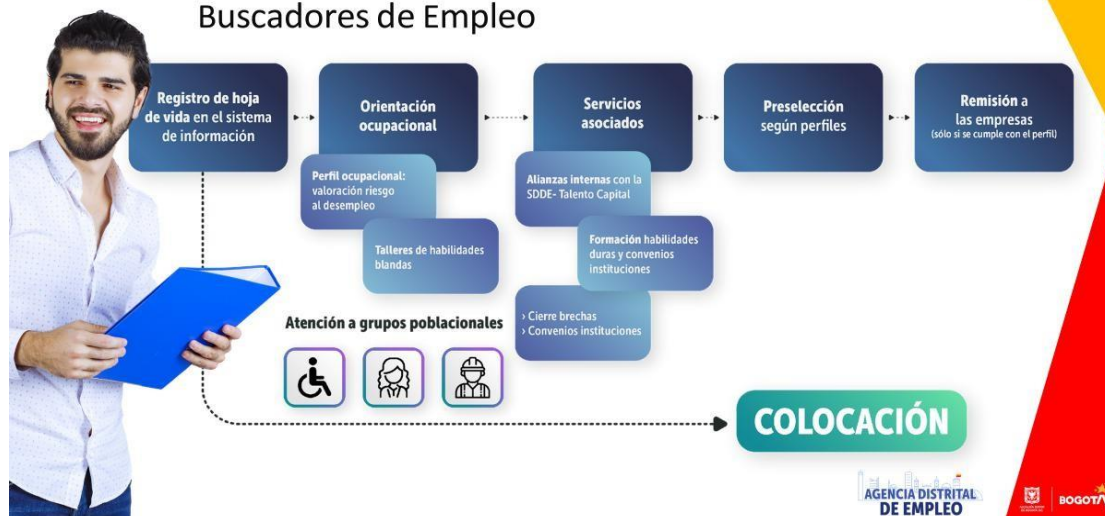 Buscadores de Empleo
Registro de hoja
de vida en el sistema
de información
Orientación
ocupacional
Servicios
asociados
Preselección
según perfiles
Remisión a
las empresas
(sólo si se cumple con el perfil)
Perfil ocupacional:
valoración riesgo
al desempleo
Talleres de habilidades
blandas
Alianzas internas con la
SDDE- Talento Capital
Formación habilidades
duras y convenios
instituciones
› Cierre brechas
› Convenios instituciones
Atención a grupos poblacionales
COLOCACIÓN
AGENCIA DISTRITAL
DE EMPLEO
BOGOTÁ